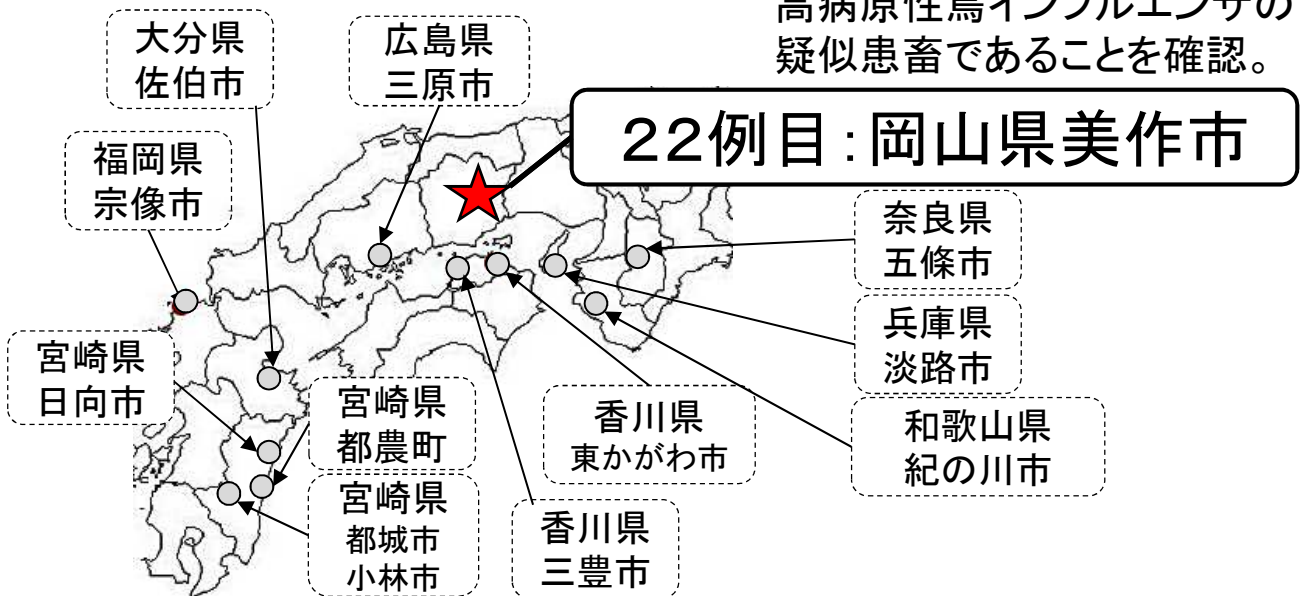 高病原性鳥インフルエンザの
疑似患畜であることを確認。
大分県
佐伯市
広島県
三原市
22例目:岡山県美作市
福岡県
宗像市
奈良県
五條市
兵庫県
淡路市
宮崎県
日向市
宮崎県
都農町
香川県
東かがわ市
和歌山県
紀の川市
宮崎県
都城市
小林市
香川県
三豊市